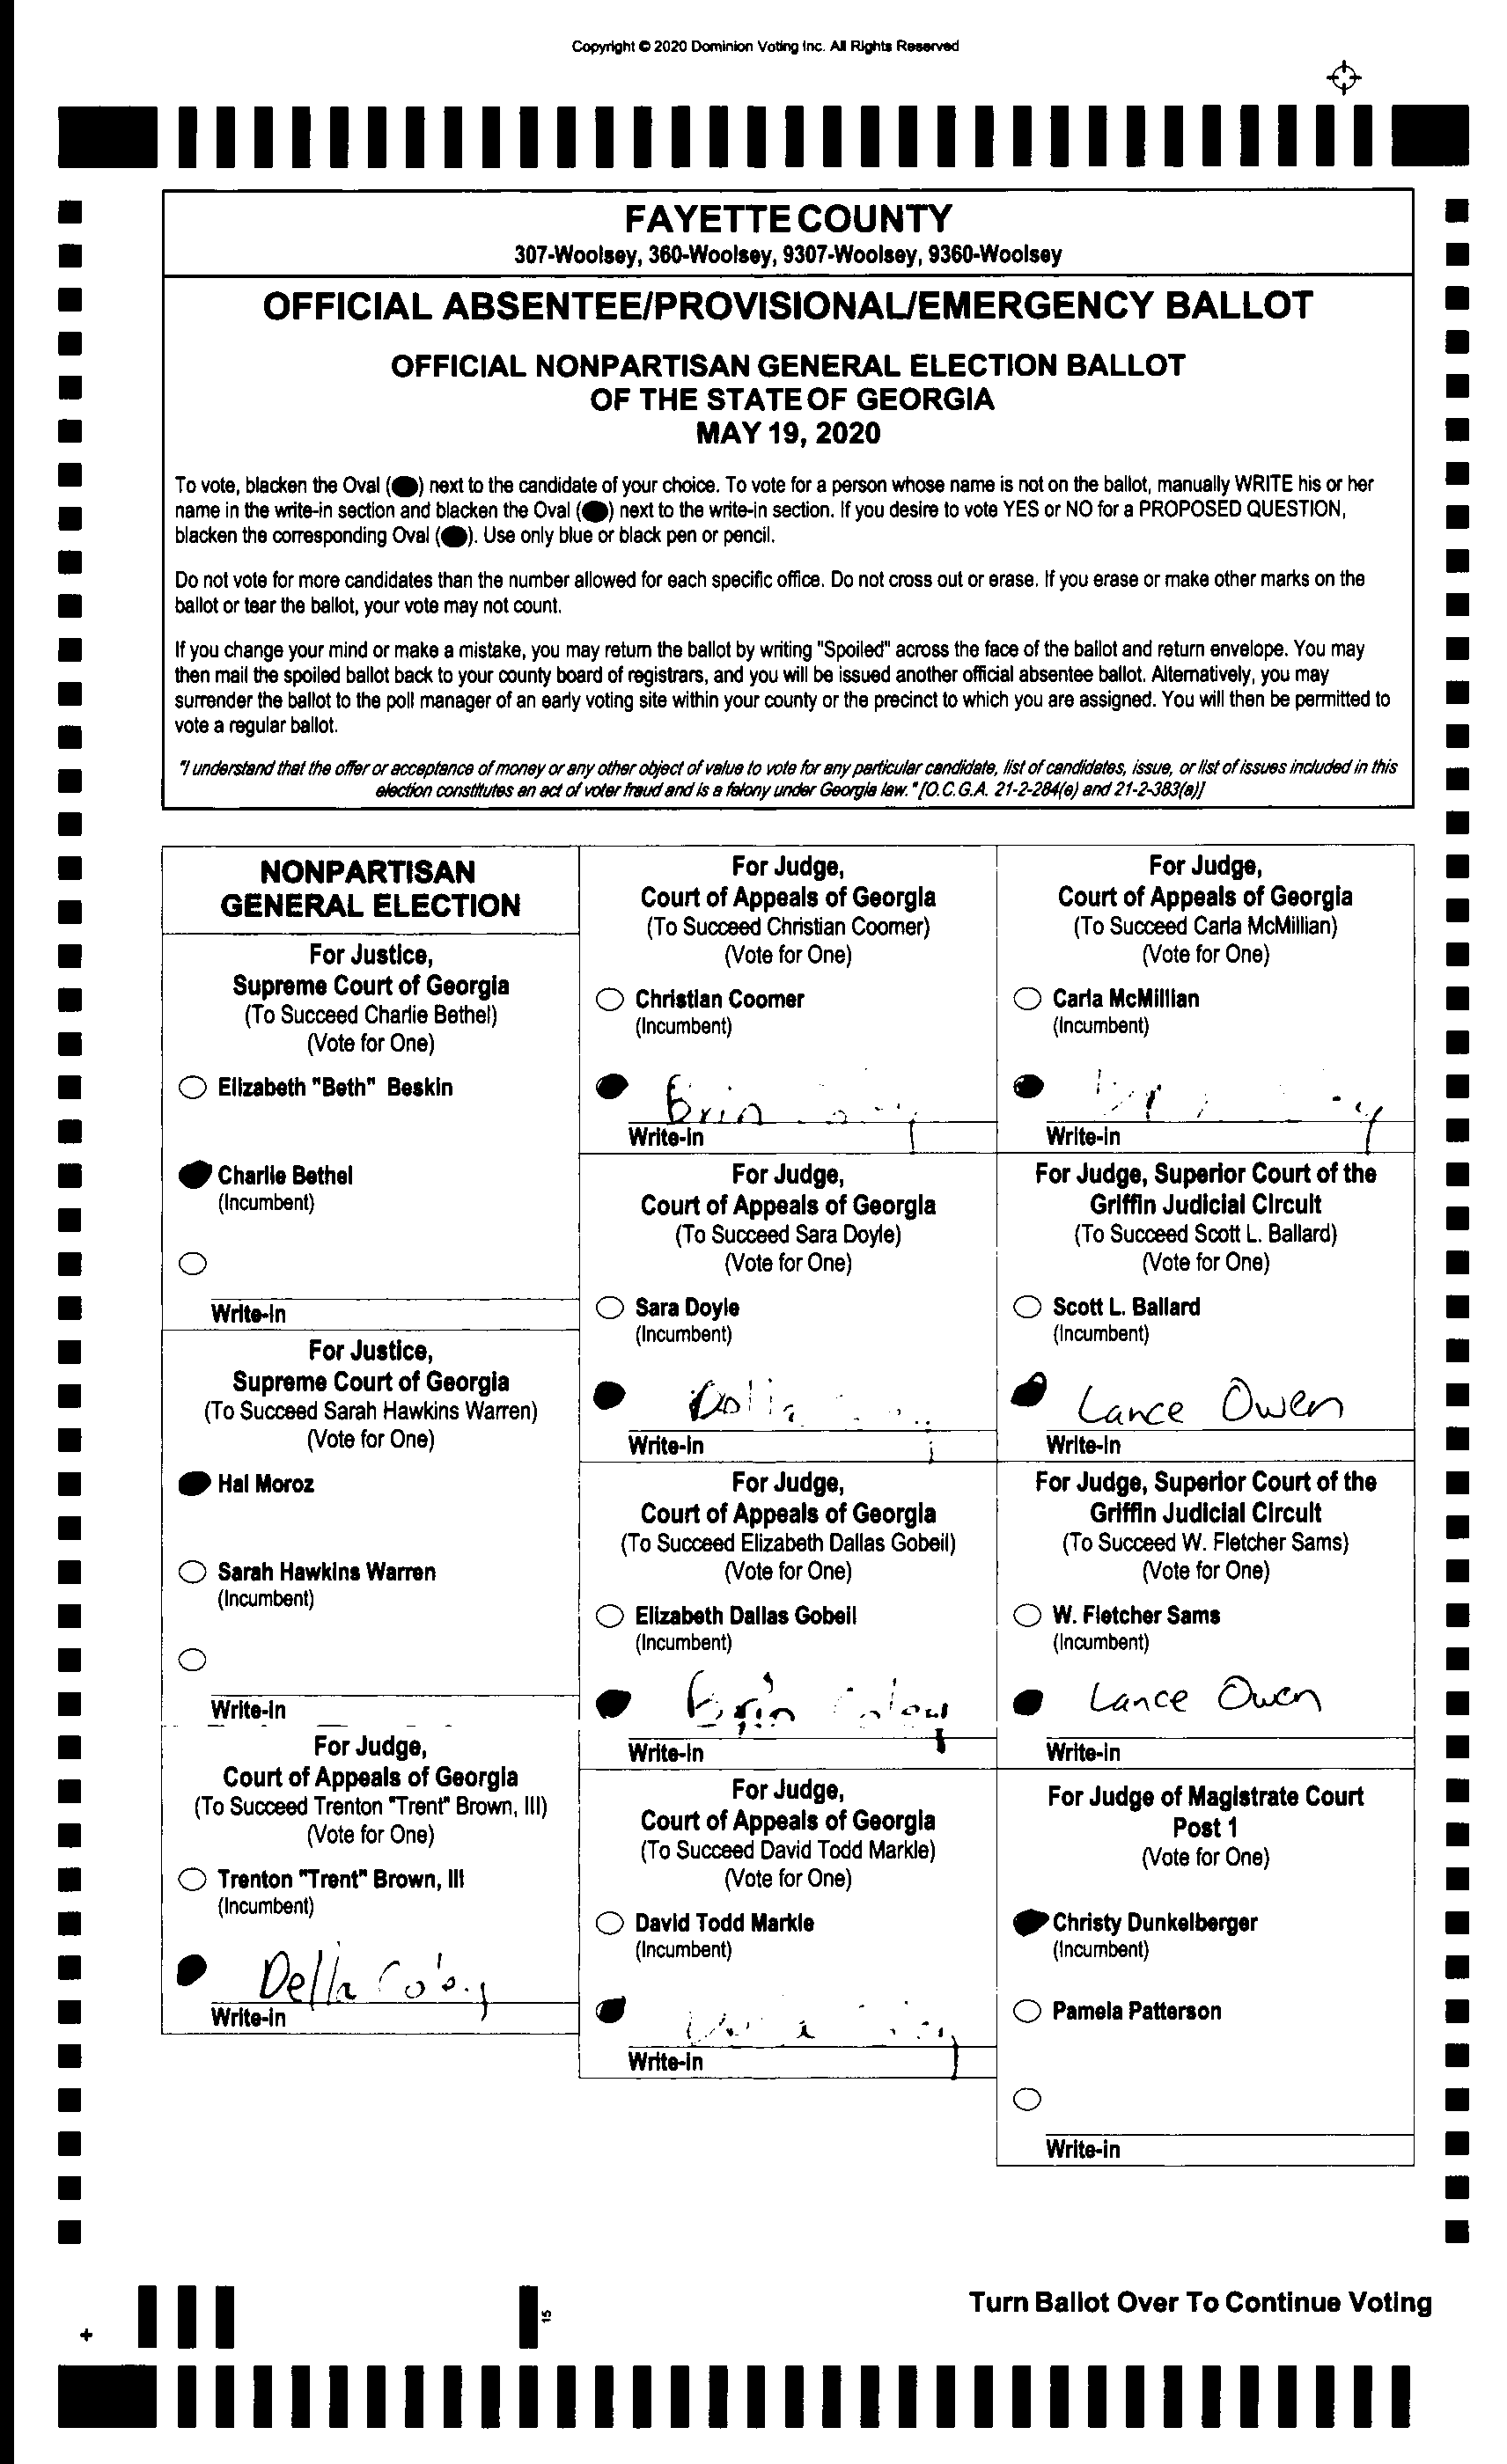 Copyright © 2020 Dominion Voting Inc. All Rights Reserved
FAYETTE COUNTY
307-Woolsey, 360-Woolsey, 9307-Woolsey, 9360-Woolsey
OFFICIAL ABSENTEE/PROVISIONAL/EMERGENCY BALLOT
OFFICIAL NONPARTISAN GENERAL ELECTION BALLOT
OF THE STATE OF GEORGIA
MAY 19, 2020
To vote, blacken the Oval (●) next to the candidate of your choice. To vote for a person whose name is not on the ballot, manually WRITE his or her
name in the write-in section and blacken the Oval (●) next to the write-in section. If you desire to vote YES or NO for a PROPOSED QUESTION,
blacken the corresponding Oval (●). Use only blue or black pen or pencil.
Do not vote for more candidates than the number allowed for each specific office. Do not cross out or erase. If you erase or make other marks on the
ballot or tear the ballot, your vote may not count.
If you change your mind or make a mistake, you may return the ballot by writing "Spoiled" across the face of the ballot and return envelope. You may
then mail the spoiled ballot back to your county board of registrars, and you will be issued another official absentee ballot. Alternatively, you may
surrender the ballot to the poll manager of an early voting site within your county or the precinct to which you are assigned. You will then be permitted to
vote a regular ballot.
"I understand that the offer or acceptance of money or any other object of value to vote for any particular candidate, list of candidates, issue, or list of issues included in this
election constitutes an act of voter fraud and is a felony under Georgia law." [O.C.G.A. 21-2-284(e) and 21-2-383(a)]
NONPARTISAN
GENERAL ELECTION
For Justice,
Supreme Court of Georgia
(To Succeed Charlie Bethel)
(Vote for One)
Elizabeth "Beth" Beskin
Charlie Bethel
(Incumbent)
Write-in
For Justice,
Supreme Court of Georgia
(To Succeed Sarah Hawkins Warren)
(Vote for One)
Hal Moroz
Sarah Hawkins Warren
(Incumbent)
Write-in
For Judge,
Court of Appeals of Georgia
(To Succeed Trenton "Trent" Brown, III)
(Vote for One)
Trenton "Trent" Brown, III
(Incumbent)
Della
Write-in
For Judge,
Court of Appeals of Georgia
(To Succeed Christian Coomer)
(Vote for One)
Christian Coomer
(Incumbent)
Erin
Write-in
For Judge,
Court of Appeals of Georgia
(To Succeed Sara Doyle)
(Vote for One)
Sara Doyle
(Incumbent)
Write-in
For Judge,
Court of Appeals of Georgia
(To Succeed Elizabeth Dallas Gobeil)
(Vote for One)
Elizabeth Dallas Gobeil
(Incumbent)
Erin
Write-in
For Judge,
Court of Appeals of Georgia
(To Succeed David Todd Markle)
(Vote for One)
David Todd Markle
(Incumbent)
Write-in
For Judge,
Court of Appeals of Georgia
(To Succeed Carla McMillian)
(Vote for One)
Carla McMillian
(Incumbent)
Write-in
For Judge, Superior Court of the
Griffin Judicial Circuit
(To Succeed Scott L. Ballard)
(Vote for One)
Scott L. Ballard
(Incumbent)
Lance Owen
Write-in
For Judge, Superior Court of the
Griffin Judicial Circuit
(To Succeed W. Fletcher Sams)
(Vote for One)
W. Fletcher Sams
(Incumbent)
Lance Owen
Write-in
For Judge of Magistrate Court
Post 1
(Vote for One)
Christy Dunkelberger
(Incumbent)
Pamela Patterson
Write-in
Turn Ballot Over To Continue Voting
15